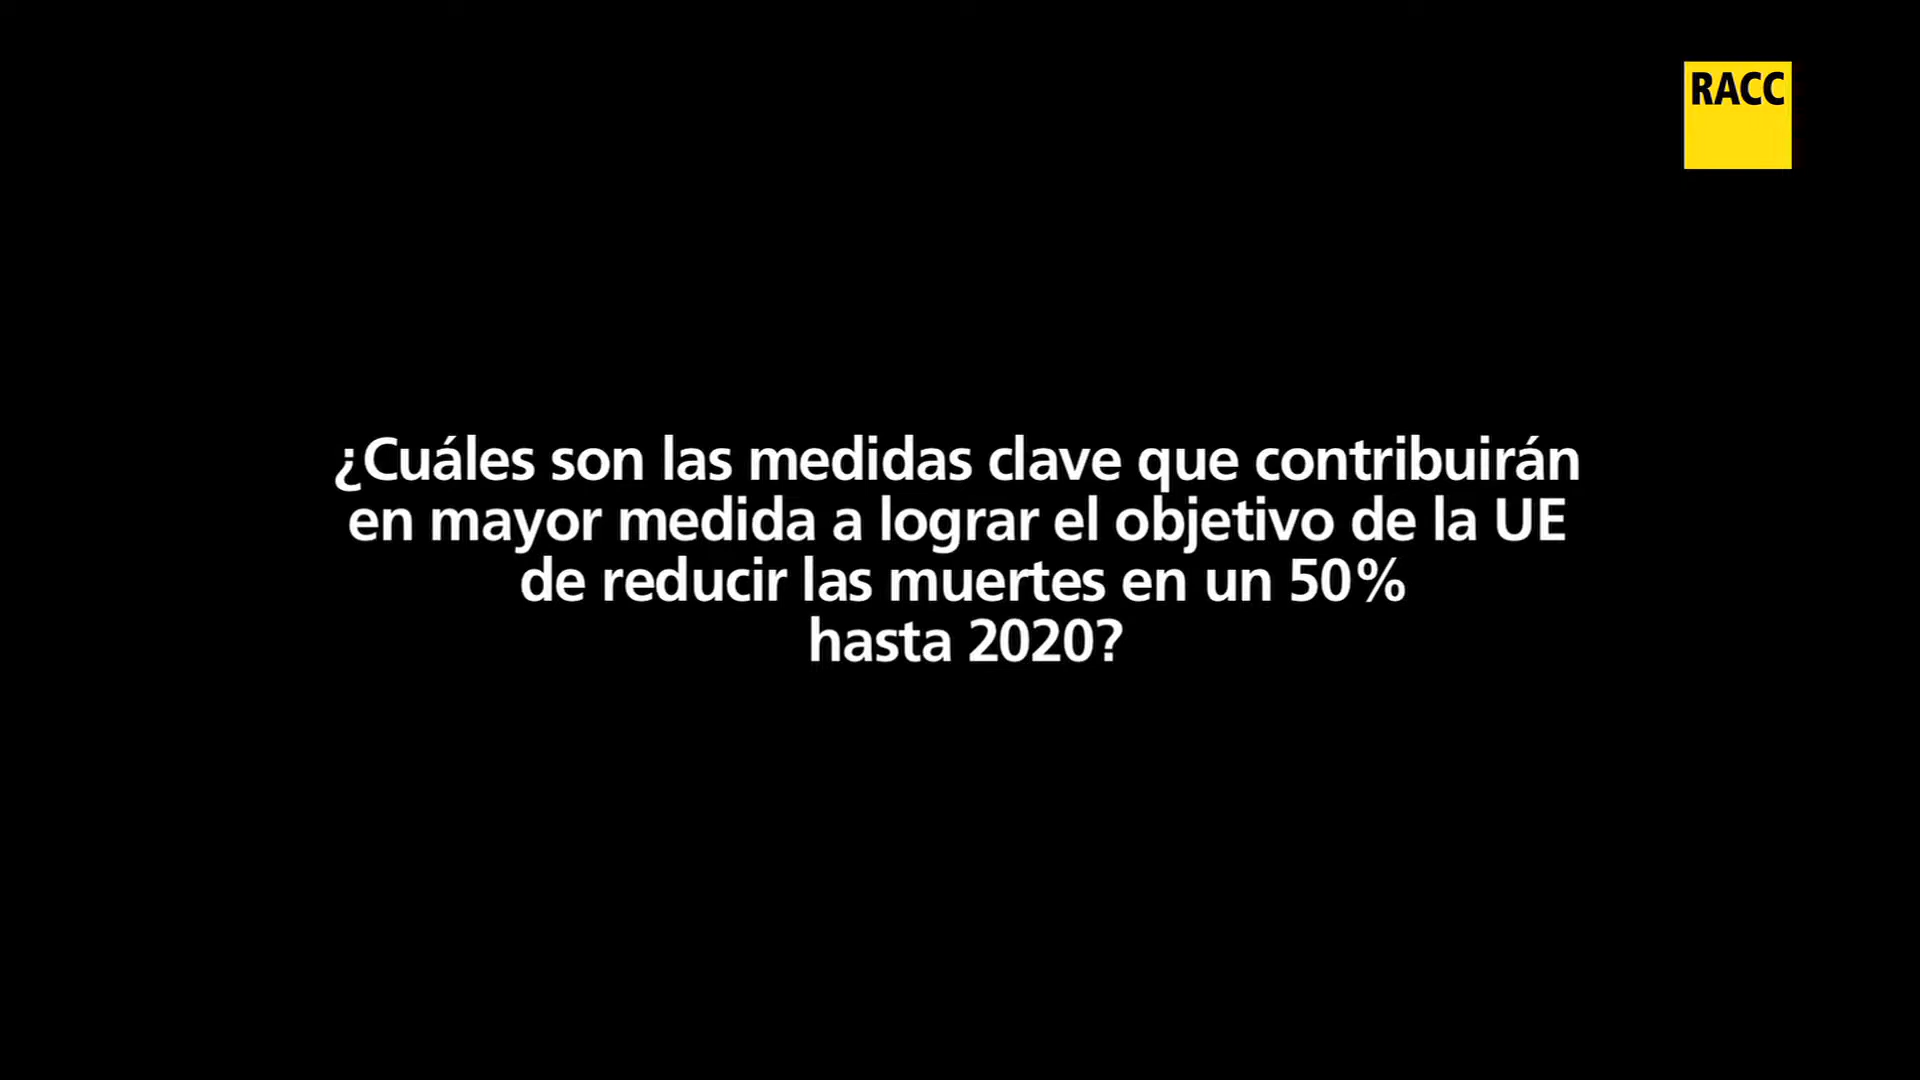 RACC
¿Cuáles son las medidas clave que contribuirán
en mayor medida a lograr el objetivo de la UE
de reducir las muertes en un 50%
hasta 2020?